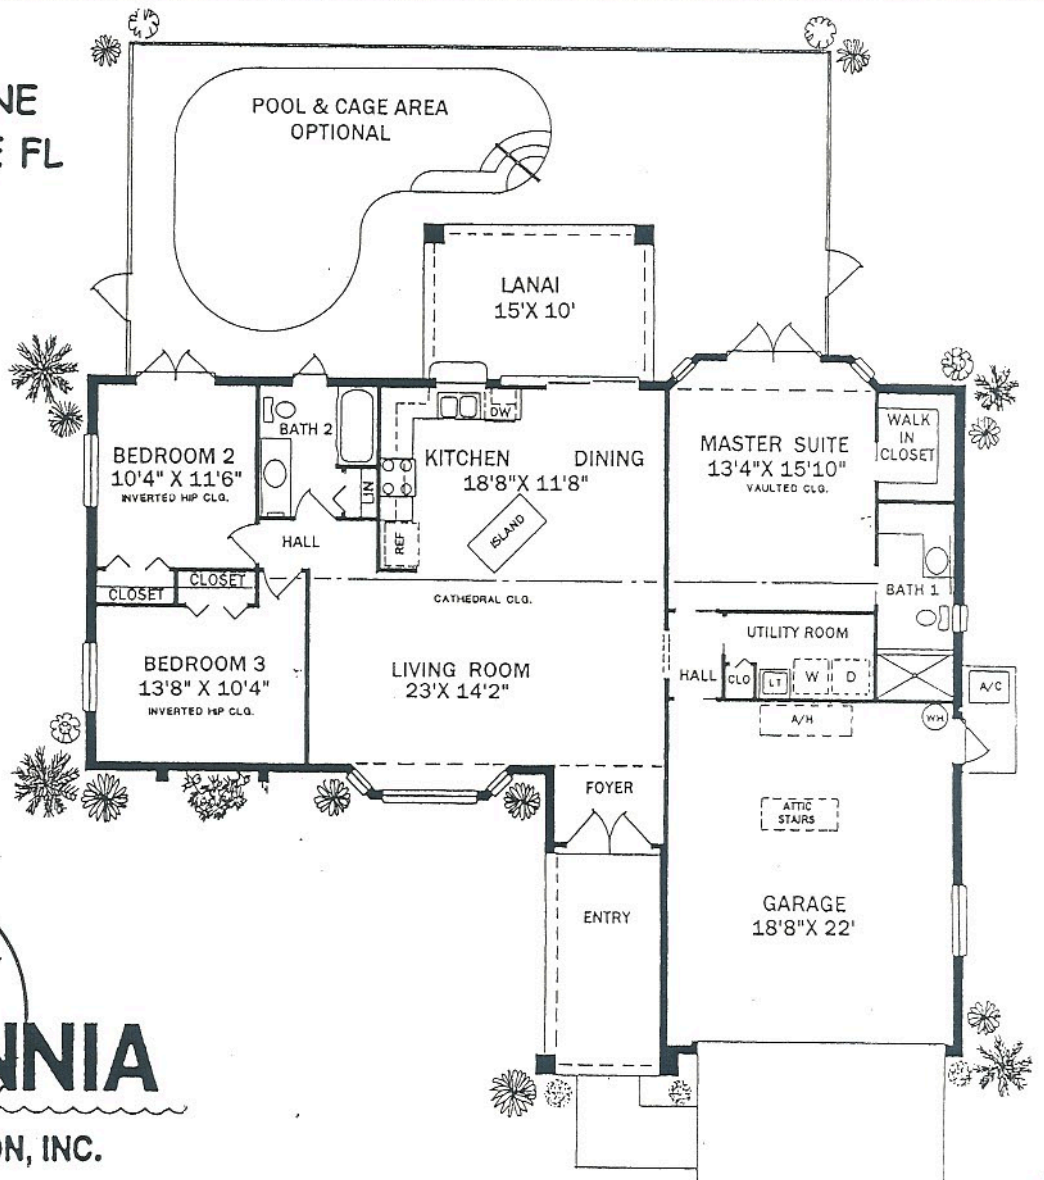 NE
E FL
POOL & CAGE AREA
OPTIONAL
LANAI
15'X 10'
BEDROOM 2
10'4" X 11'6"
INVERTED HIP CLG.
BATH 2
LIN
DW
KITCHEN DINING
18'8"X 11'8"
REF
ISLAND
MASTER SUITE
13'4"X 15'10"
VAULTED CLG.
WALK
IN
CLOSET
HALL
CLOSET
CLOSET
CATHEDRAL CLG.
BATH 1
UTILITY ROOM
BEDROOM 3
13'8" X 10'4"
INVERTED HIP CLG.
LIVING ROOM
23'X 14'2"
HALL
CLO
LT
W
D
A/C
A/H
WH
FOYER
ATTIC
STAIRS
ENTRY
GARAGE
18'8"X 22'
NNIA
ON, INC.